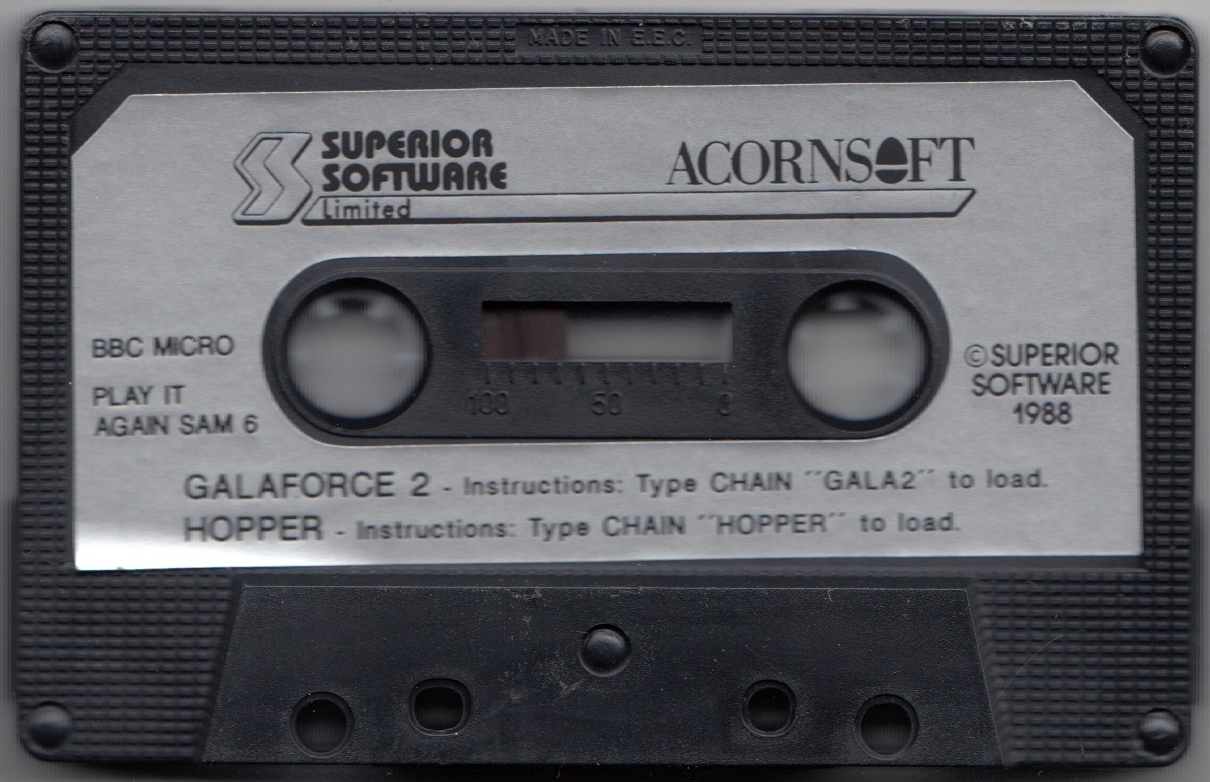 MADE IN E.E.C.
SUPERIOR
SOFTWARE
Limited
ACORNSOFT
BBC MICRO
PLAY IT
AGAIN SAM 6
100 50 0
©SUPERIOR
SOFTWARE
1988
GALAFORCE 2 - Instructions: Type CHAIN ´´GALA2´´ to load.
HOPPER - Instructions: Type CHAIN ´´HOPPER´´ to load.